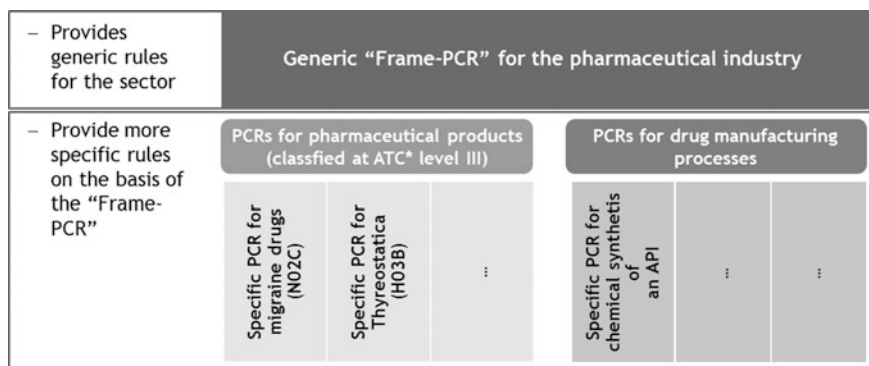 – Provides
generic rules
for the sector
Generic “Frame-PCR” for the pharmaceutical industry
– Provide more
specific rules
on the basis of
the “Frame-
PCR”
PCRs for pharmaceutical products
(classfied at ATC* level III)
Specific PCR for
migraine drugs
(N02C)
Specific PCR for
Thyreostatica
(H03B)
...
PCRs for drug manufacturing
processes
Specific PCR for
chemical synthetis
of
an API
...
...